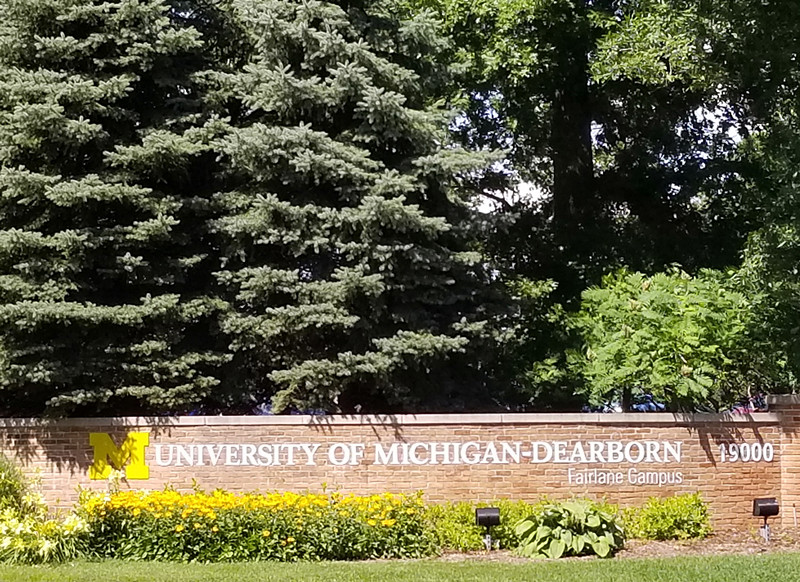 M UNIVERSITY OF MICHIGAN-DEARBORN 19000
Fairlane Campus